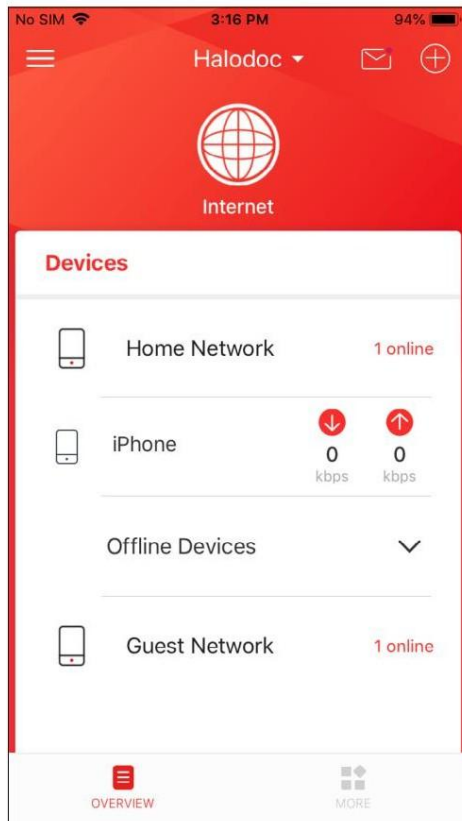 No SIM 3:16 PM 94%
Halodoc
Internet
Devices
Home Network 1 online
iPhone 0 0
kbps kbps
Offline Devices
Guest Network 1 online
OVERVIEW MORE